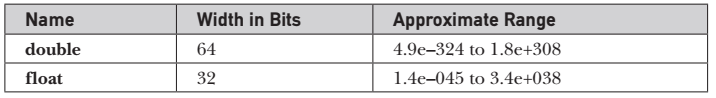 Name Width in Bits Approximate Range
double 64 4.9e–324 to 1.8e+308
float 32 1.4e–045 to 3.4e+038